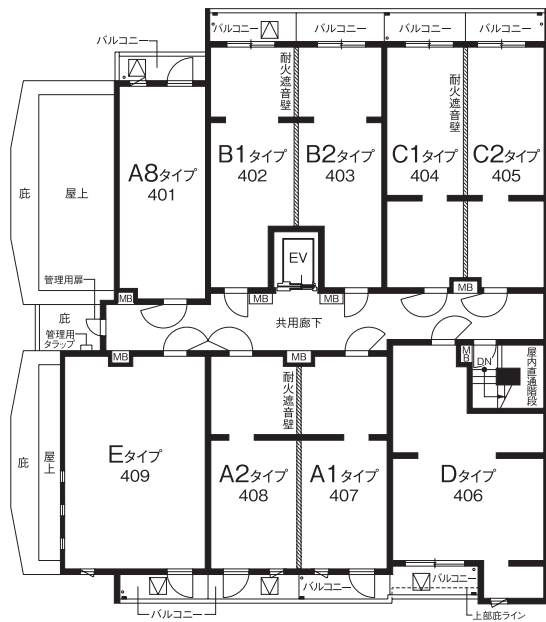 バルコニー
バルコニー
バルコニー
バルコニー
バルコニー
耐火遮音壁
耐火遮音壁
B1タイプ
402
B2タイプ
403
C1タイプ
404
C2タイプ
405
A8タイプ
401
庇
屋上
EV
管理用扉
MB
MB
MB
MB
庇
共用廊下
管理用
タラップ
MB
MB
MB
DN
屋内直通階段
耐火遮音壁
庇
屋上
Eタイプ
409
A2タイプ
408
A1タイプ
407
Dタイプ
406
バルコニー
バルコニー
バルコニー
上部庇ライン